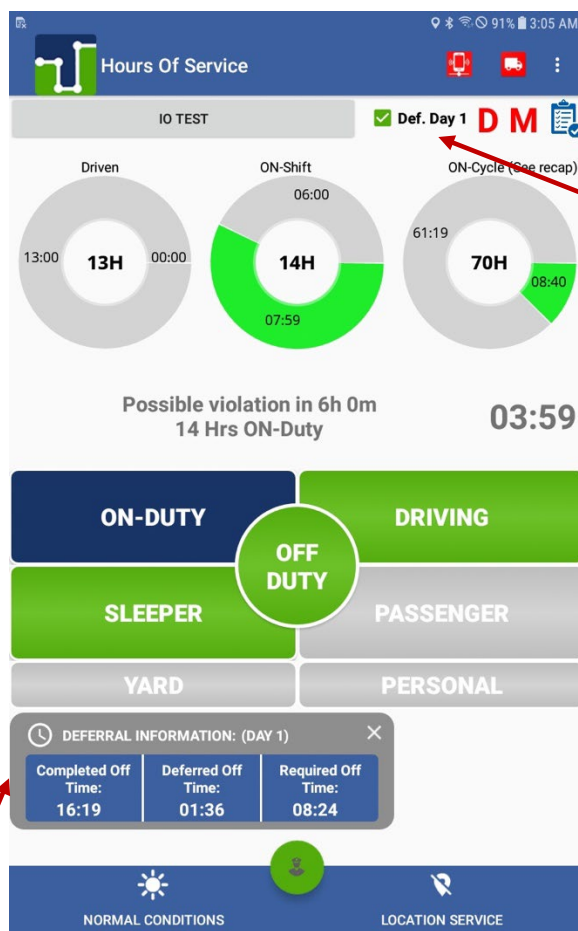 91% 3:05 AM
Hours Of Service
IO TEST
Def. Day 1 D M
Driven
ON-Shift
ON-Cycle (See recap)
06:00
61:19
13:00 13H 00:00
14H
70H
08:40
07:59
Possible violation in 6h 0m
14 Hrs ON-Duty
03:59
ON-DUTY
DRIVING
OFF
DUTY
SLEEPER
PASSENGER
YARD
PERSONAL
DEFERRAL INFORMATION: (DAY 1)
Completed Off
Time:
16:19
Deferred Off
Time:
01:36
Required Off
Time:
08:24
NORMAL CONDITIONS
LOCATION SERVICE